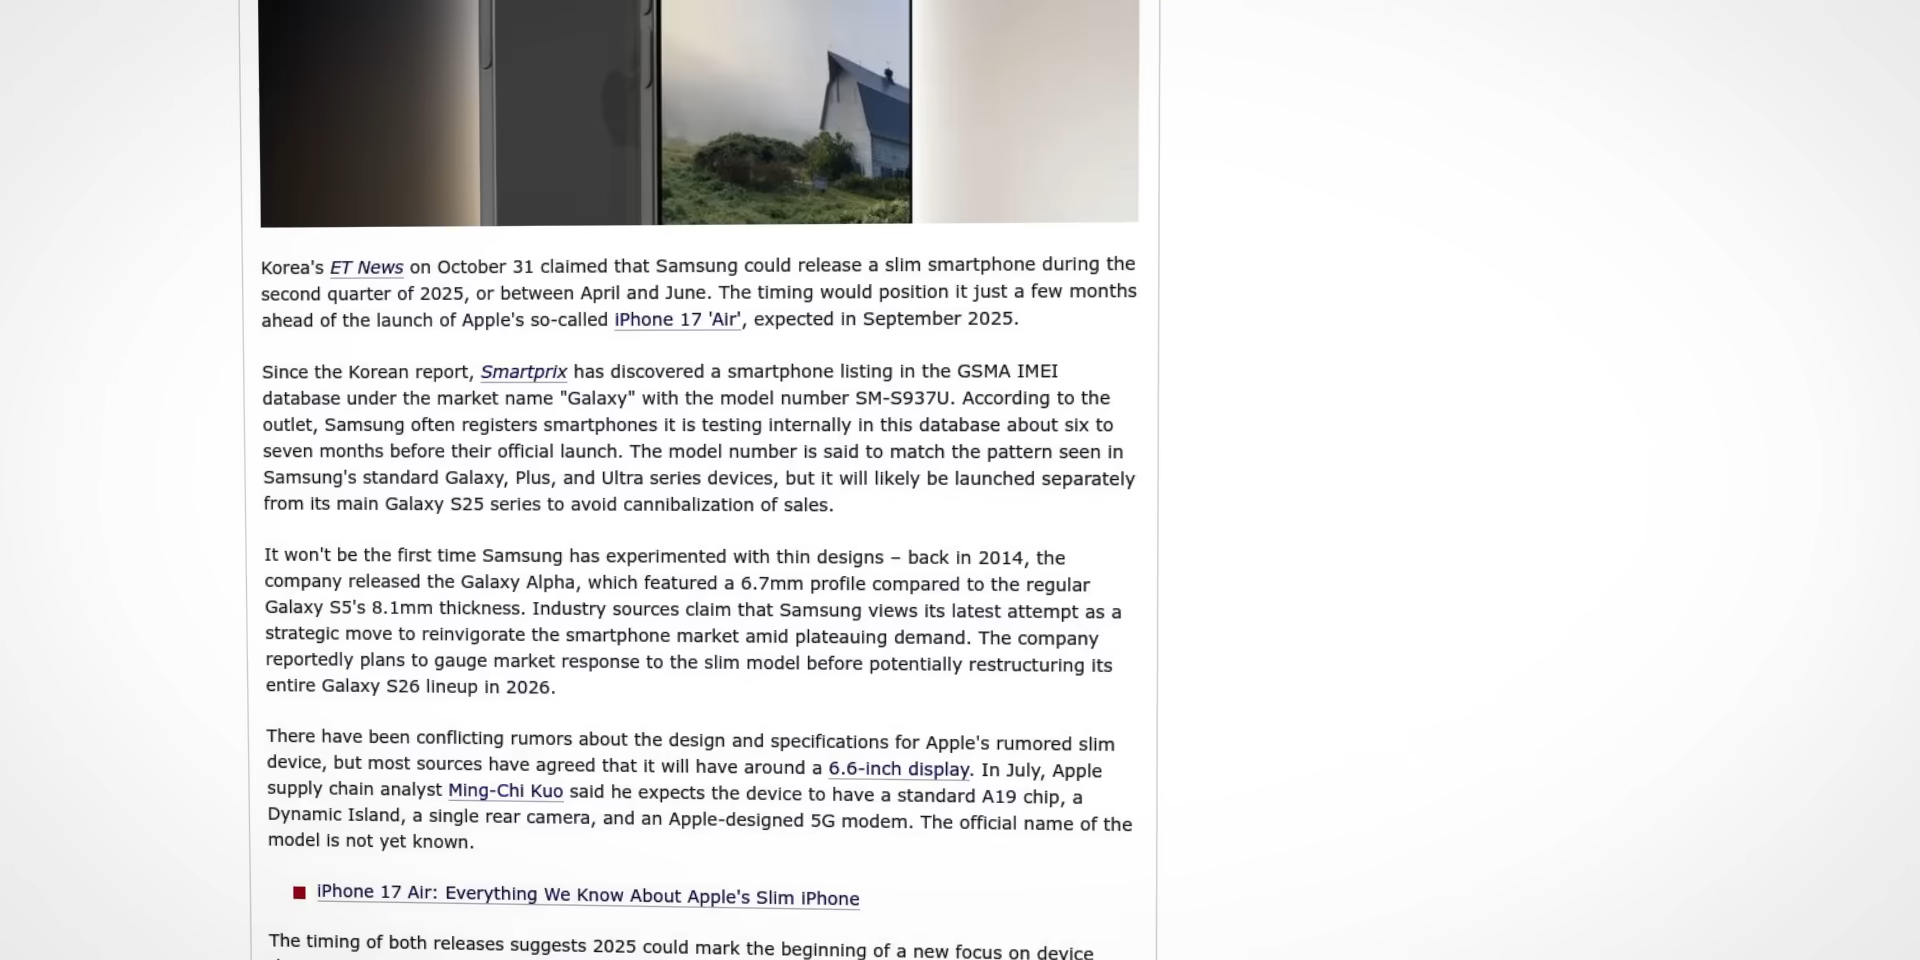 Korea's ET News on October 31 claimed that Samsung could release a slim smartphone during the
second quarter of 2025, or between April and June. The timing would position it just a few months
ahead of the launch of Apple's so-called iPhone 17 'Air', expected in September 2025.
Since the Korean report, Smartprix has discovered a smartphone listing in the GSMA IMEI
database under the market name "Galaxy" with the model number SM-S937U. According to the
outlet, Samsung often registers smartphones it is testing internally in this database about six to
seven months before their official launch. The model number is said to match the pattern seen in
Samsung's standard Galaxy, Plus, and Ultra series devices, but it will likely be launched separately
from its main Galaxy S25 series to avoid cannibalization of sales.
It won't be the first time Samsung has experimented with thin designs – back in 2014, the
company released the Galaxy Alpha, which featured a 6.7mm profile compared to the regular
Galaxy S5's 8.1mm thickness. Industry sources claim that Samsung views its latest attempt as a
strategic move to reinvigorate the smartphone market amid plateauing demand. The company
reportedly plans to gauge market response to the slim model before potentially restructuring its
entire Galaxy S26 lineup in 2026.
There have been conflicting rumors about the design and specifications for Apple's rumored slim
device, but most sources have agreed that it will have around a 6.6-inch display. In July, Apple
supply chain analyst Ming-Chi Kuo said he expects the device to have a standard A19 chip, a
Dynamic Island, a single rear camera, and an Apple-designed 5G modem. The official name of the
model is not yet known.
iPhone 17 Air: Everything We Know About Apple's Slim iPhone
The timing of both releases suggests 2025 could mark the beginning of a new focus on device